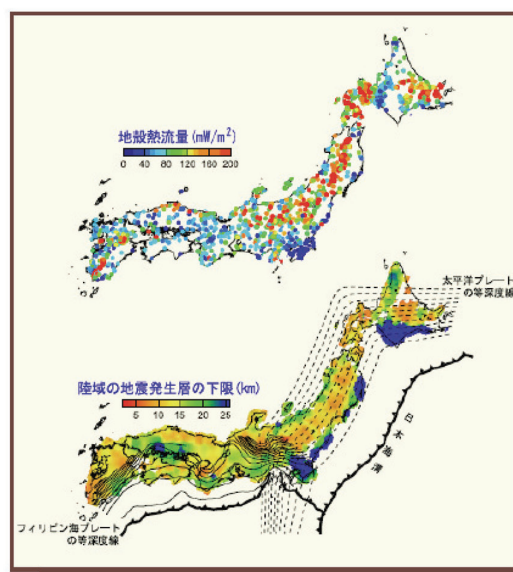 地殻熱流量(mW/m²)
0 40 80 120 160 200
太平洋プレート
の等深度線
陸域の地震発生層の下限(km)
5 10 15 20 25
日本海溝
フィリピン海プレート
の等深度線